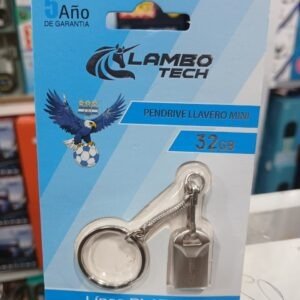 5 Año
DE GARANTIA
LAMBO
TECH
PENDRIVE LLAVERO MINI
32GB